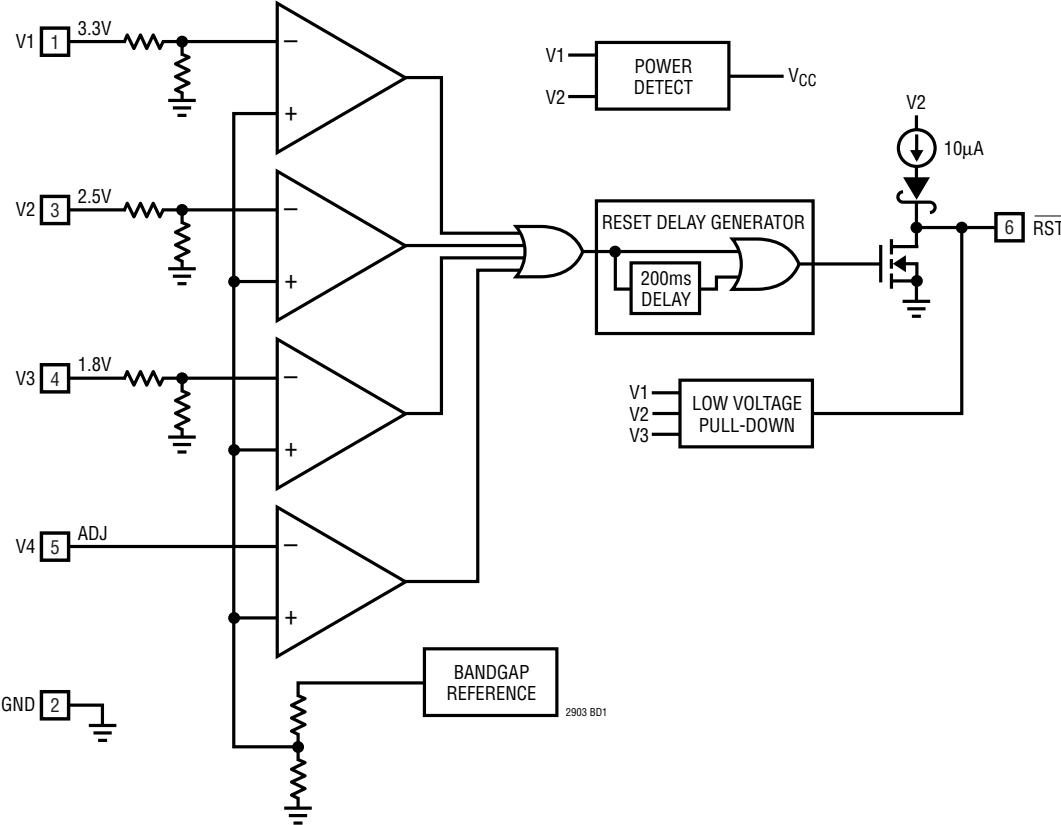 V1 1 3.3V
−
+
V2 3 2.5V
−
+
V3 4 1.8V
−
+
V4 5 ADJ
−
+
GND 2
BANDGAP
REFERENCE
2903 BD1
V1
V2
POWER
DETECT
VCC
RESET DELAY GENERATOR
200ms
DELAY
V1
V2
V3
LOW VOLTAGE
PULL-DOWN
V2
10µA
6 RST